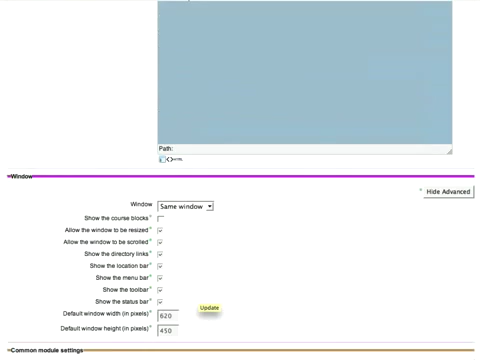 Path:
Window
* Hide Advanced
Window Same window
Show the course blocks*
Allow the window to be resized*
Allow the window to be scrolled*
Show the directory links*
Show the location bar*
Show the menu bar*
Show the toolbar*
Show the status bar*
Update
Default window width (in pixels)* 620
Default window height (in pixels)* 450
Common module settings